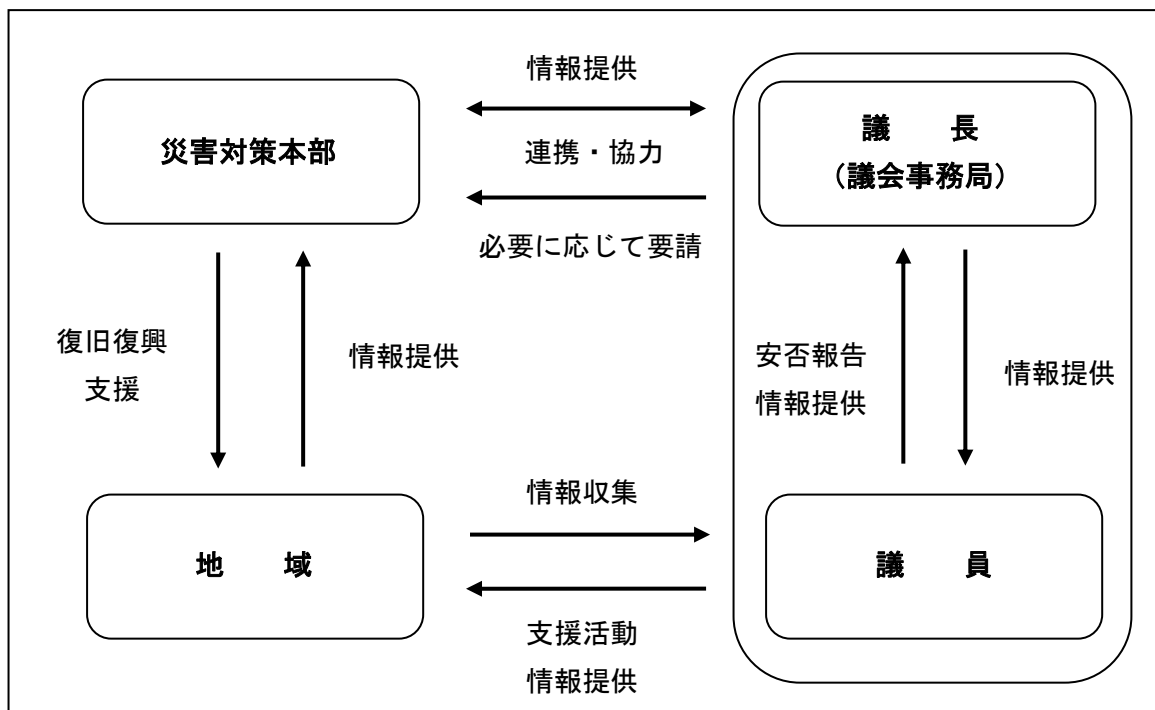 情報提供
災害対策本部
連携・協力
必要に応じて要請
議　　長
（議会事務局）
復旧復興
支援
情報提供
安否報告
情報提供
情報提供
情報収集
地　　域
議　　員
支援活動
情報提供